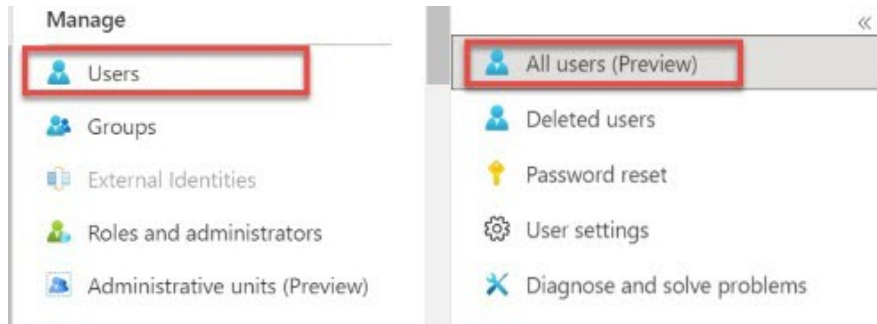 Manage
Users
Groups
External Identities
Roles and administrators
Administrative units (Preview)
«
All users (Preview)
Deleted users
Password reset
User settings
Diagnose and solve problems